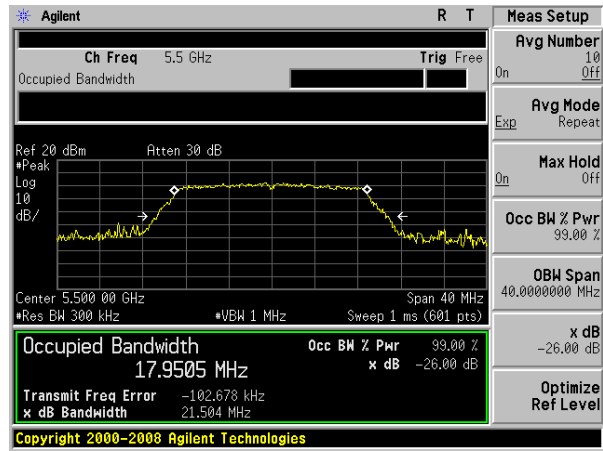 Agilent R T
Ch Freq 5.5 GHz Trig Free
Occupied Bandwidth
Ref 20 dBm Atten 30 dB
#Peak
Log
10
dB/
Center 5.500 00 GHz Span 40 MHz
#Res BW 300 kHz #VBW 1 MHz Sweep 1 ms (601 pts)
Occupied Bandwidth Occ BW % Pwr 99.00 %
17.9505 MHz x dB -26.00 dB
Transmit Freq Error -102.678 kHz
x dB Bandwidth 21.504 MHz
Copyright 2000-2008 Agilent Technologies
Meas Setup
Avg Number
10
On Off
Avg Mode
Exp Repeat
Max Hold
On Off
Occ BW % Pwr
99.00 %
OBW Span
40.0000000 MHz
x dB
-26.00 dB
Optimize
Ref Level